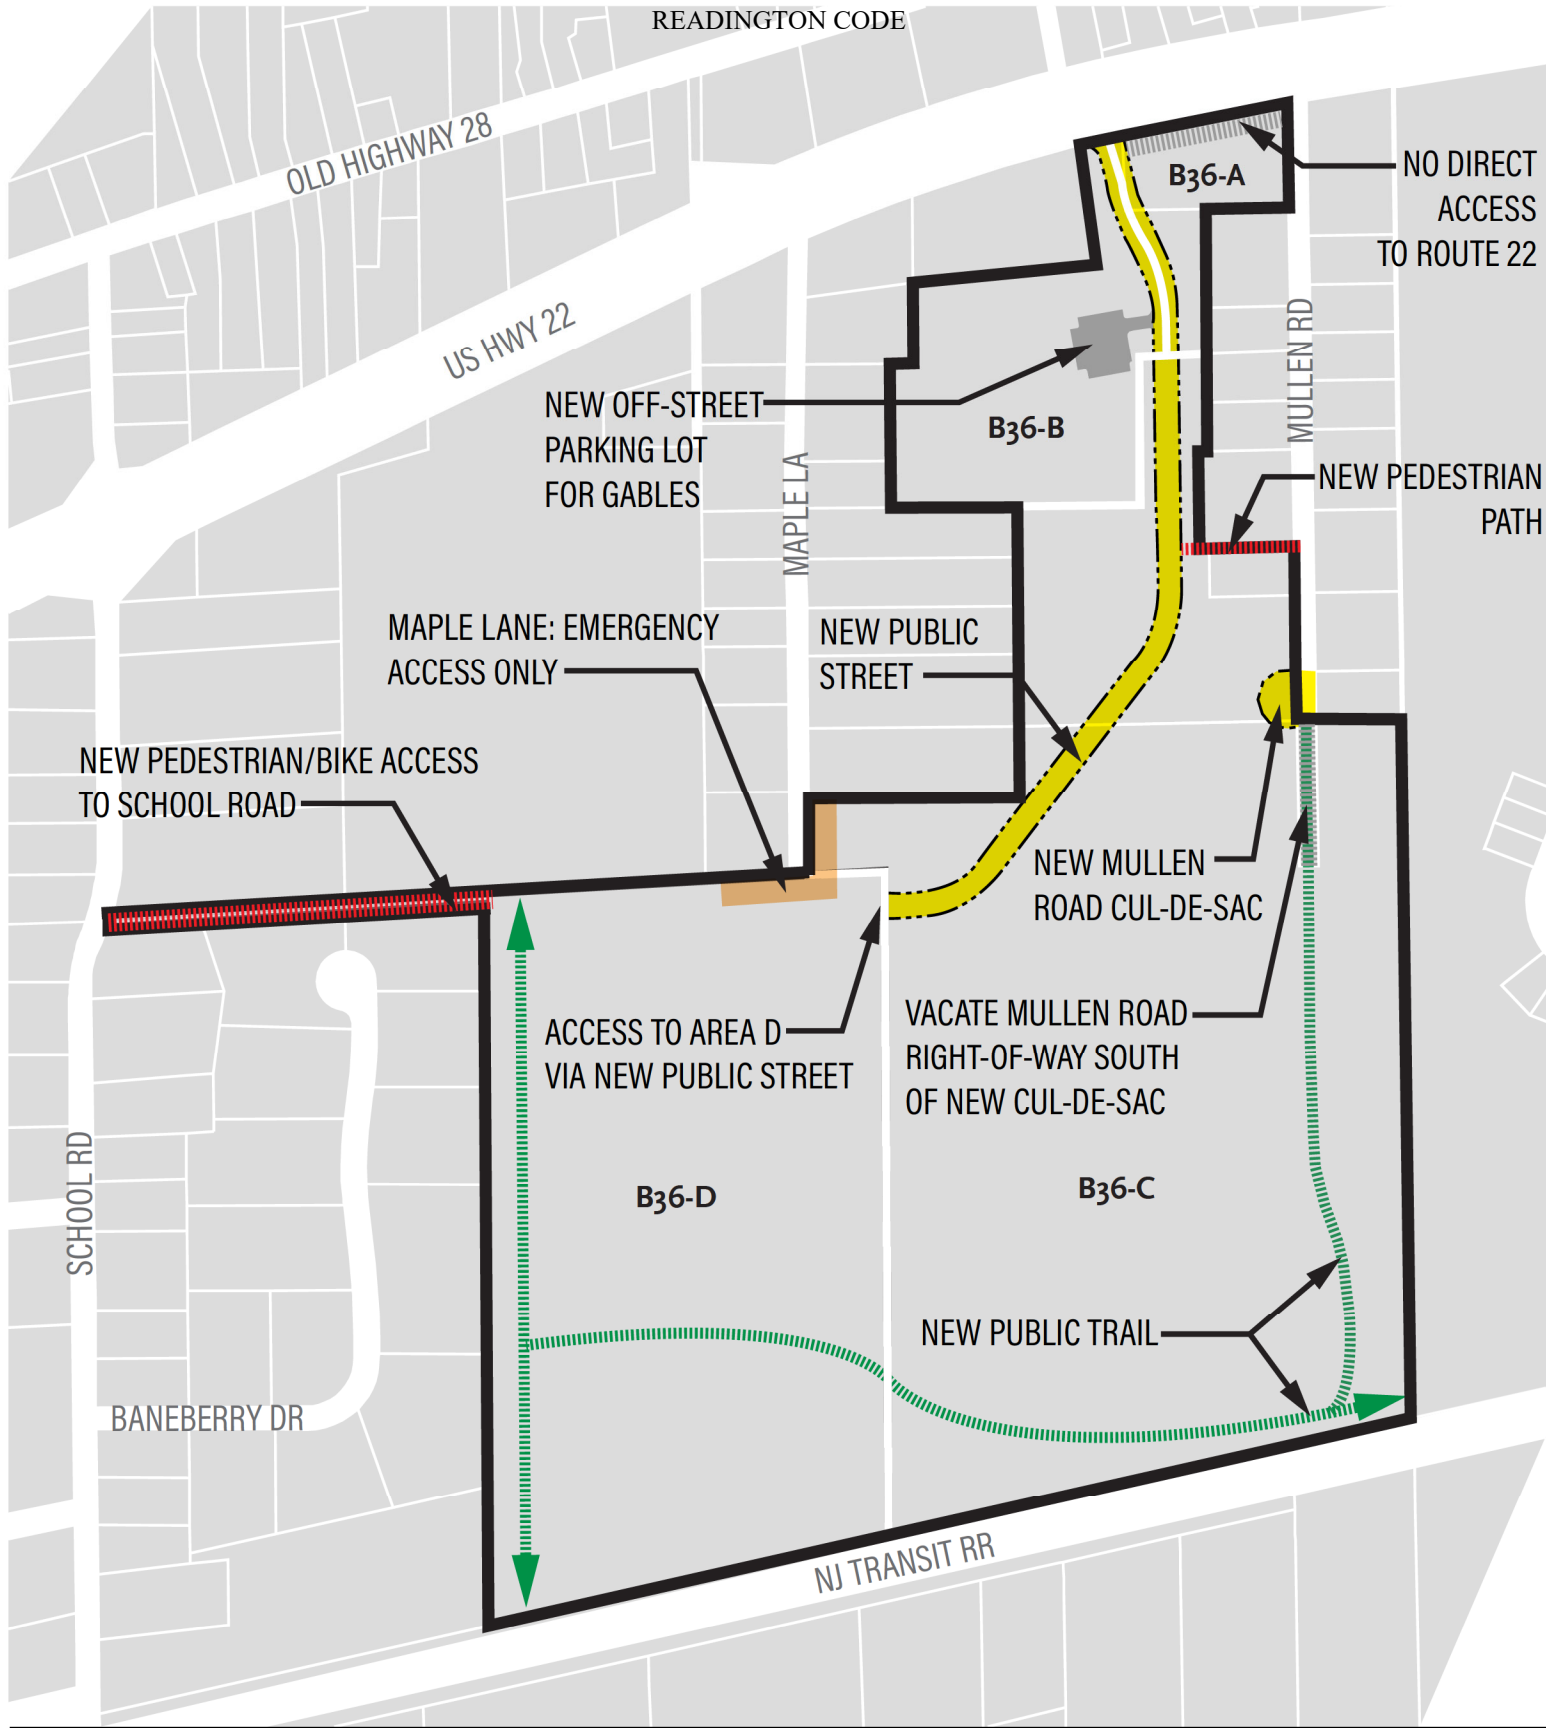 READINGTON CODE
OLD HIGHWAY 28
B36-A
NO DIRECT
ACCESS
TO ROUTE 22
US HWY 22
MULLEN RD
NEW OFF-STREET
PARKING LOT
FOR GABLES
B36-B
MAPLE LA
NEW PEDESTRIAN
PATH
MAPLE LANE: EMERGENCY
ACCESS ONLY
NEW PUBLIC
STREET
NEW PEDESTRIAN/BIKE ACCESS
TO SCHOOL ROAD
NEW MULLEN
ROAD CUL-DE-SAC
ACCESS TO AREA D
VIA NEW PUBLIC STREET
VACATE MULLEN ROAD
RIGHT-OF-WAY SOUTH
OF NEW CUL-DE-SAC
SCHOOL RD
B36-D
B36-C
NEW PUBLIC TRAIL
BANEBERRY DR
NJ TRANSIT RR